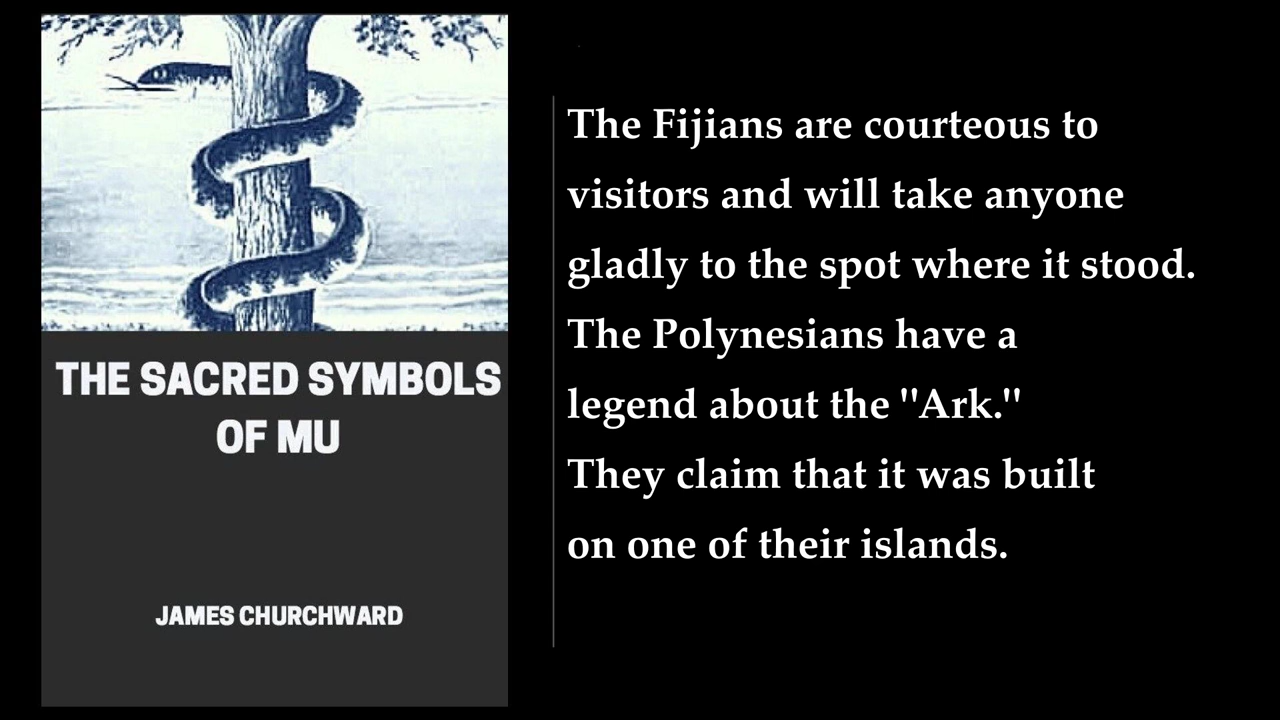 THE SACRED SYMBOLS
OF MU
JAMES CHURCHWARD
The Fijians are courteous to
visitors and will take anyone
gladly to the spot where it stood.
The Polynesians have a
legend about the "Ark."
They claim that it was built
on one of their islands.